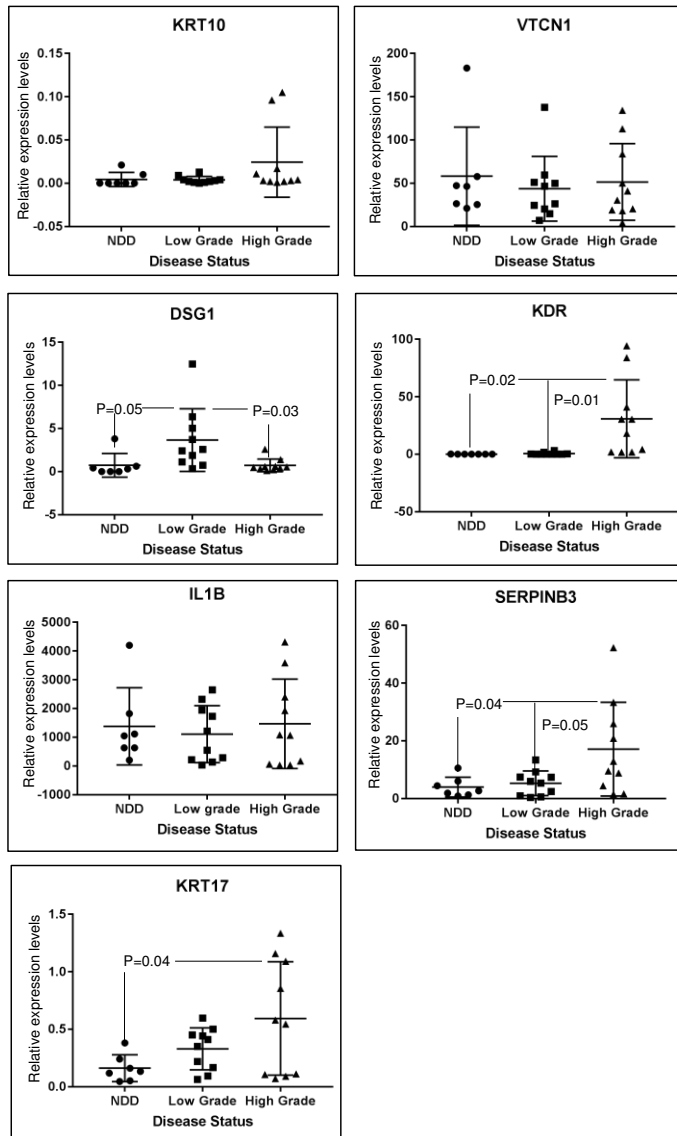 KRT10
Relative expression levels
0.15
0.10
0.05
0.00
-0.05
NDD Low Grade High Grade
Disease Status
VTCN1
Relative expression levels
200
150
100
50
0
NDD Low Grade High Grade
Disease Status
DSG1
Relative expression levels
15
10
5
0
-5
P=0.05
P=0.03
NDD Low Grade High Grade
Disease Status
KDR
Relative expression levels
100
50
0
-50
P=0.02
P=0.01
NDD Low Grade High Grade
Disease Status
IL1B
Relative expression levels
5000
4000
3000
2000
1000
0
-1000
NDD Low grade High Grade
Disease Status
SERPINB3
Relative expression levels
60
40
20
0
P=0.04
P=0.05
NDD Low Grade High Grade
Disease Status
KRT17
Relative expression levels
1.5
1.0
0.5
0.0
P=0.04
NDD Low Grade High Grade
Disease Status